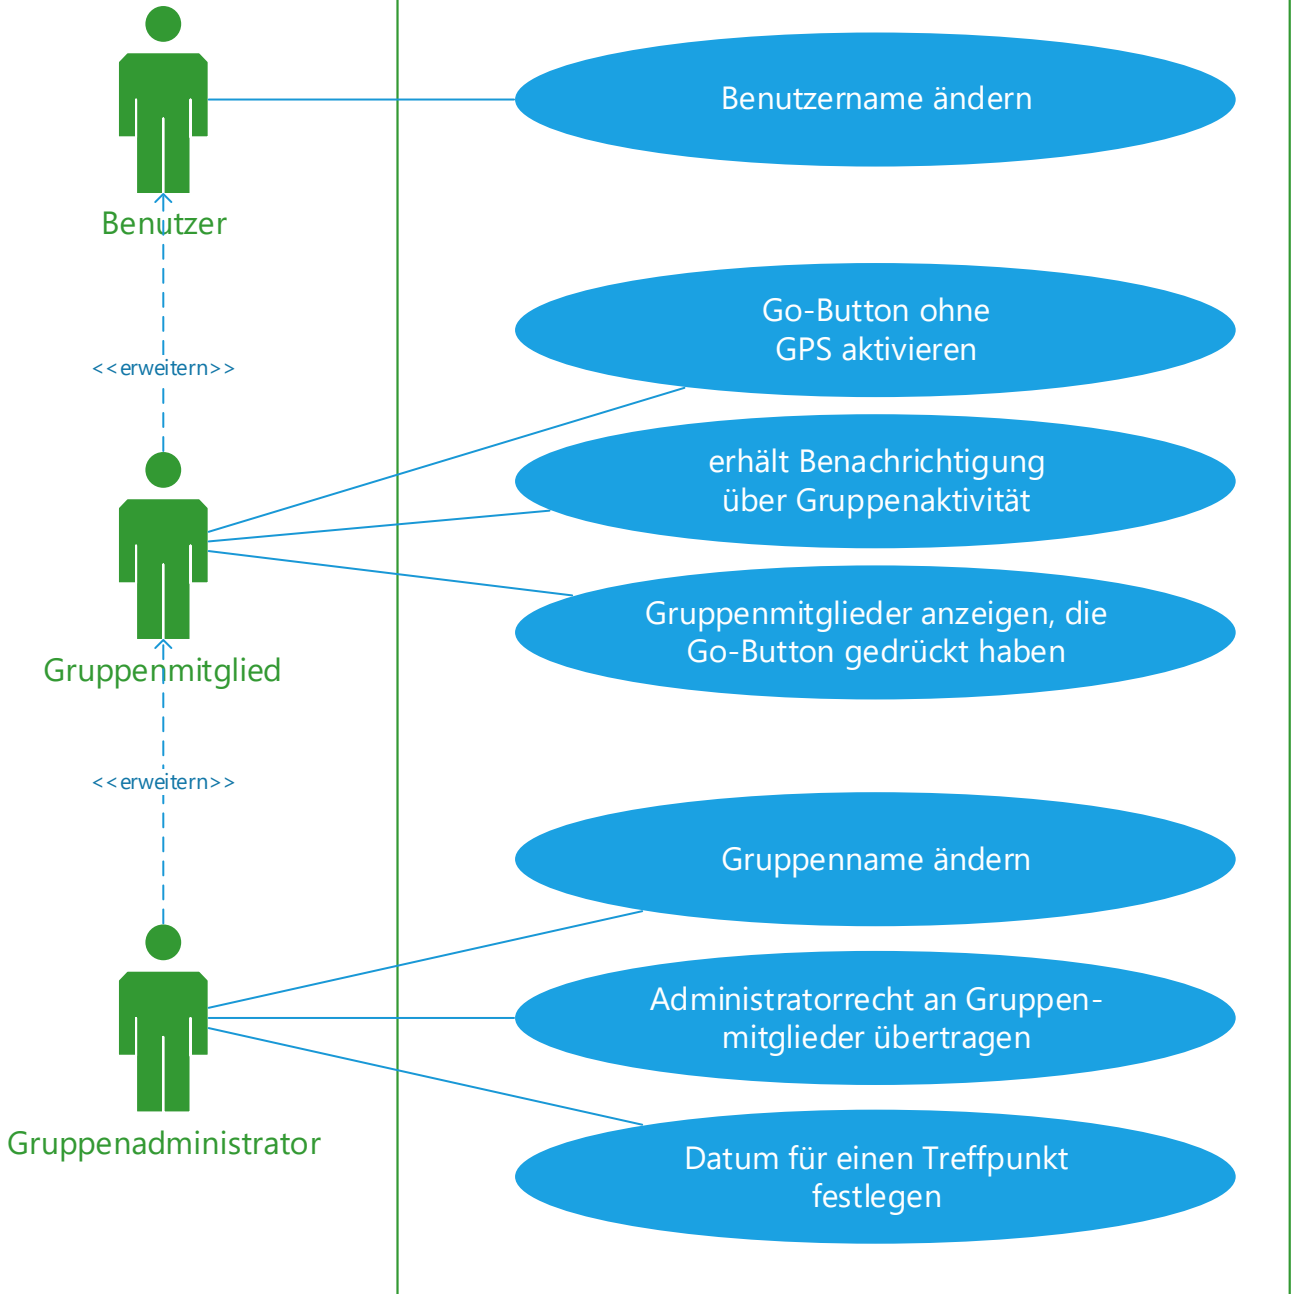 Benutzername ändern
Benutzer
Go-Button ohne
GPS aktivieren
<<erweitern>>
erhält Benachrichtigung
über Gruppenaktivität
Gruppenmitglieder anzeigen, die
Go-Button gedrückt haben
Gruppenmitglied
<<erweitern>>
Gruppenname ändern
Administratorrecht an Gruppen-
mitglieder übertragen
Gruppenadministrator
Datum für einen Treffpunkt
festlegen